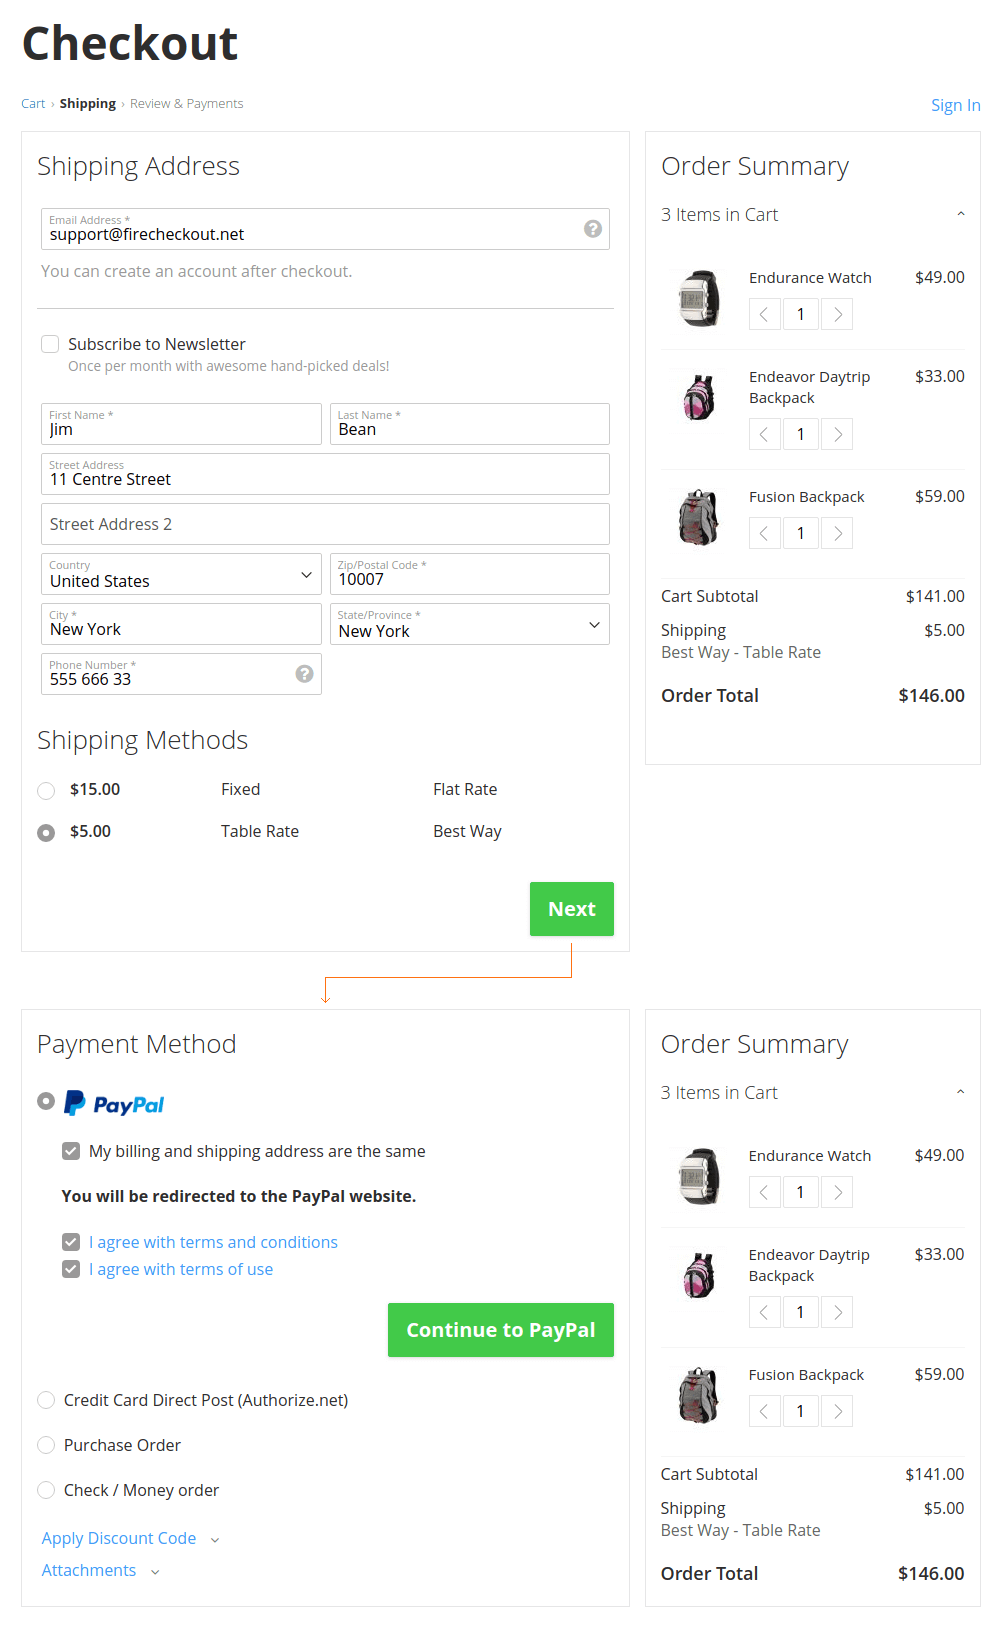 Checkout
Cart › Shipping › Review & Payments
Sign In
Shipping Address
Email Address *
support@firecheckout.net
You can create an account after checkout.
Subscribe to Newsletter
Once per month with awesome hand-picked deals!
First Name *
Jim
Last Name *
Bean
Street Address
11 Centre Street
Street Address 2
Country
United States
Zip/Postal Code *
10007
City *
New York
State/Province *
New York
Phone Number *
555 666 33
Shipping Methods
$15.00 Fixed Flat Rate
$5.00 Table Rate Best Way
Next
Order Summary
3 Items in Cart
Endurance Watch $49.00
1
Endeavor Daytrip $33.00
Backpack
1
Fusion Backpack $59.00
1
Cart Subtotal $141.00
Shipping $5.00
Best Way - Table Rate
Order Total $146.00
Payment Method
PayPal
My billing and shipping address are the same
You will be redirected to the PayPal website.
I agree with terms and conditions
I agree with terms of use
Continue to PayPal
Credit Card Direct Post (Authorize.net)
Purchase Order
Check / Money order
Apply Discount Code
Attachments
Order Summary
3 Items in Cart
Endurance Watch $49.00
1
Endeavor Daytrip $33.00
Backpack
1
Fusion Backpack $59.00
1
Cart Subtotal $141.00
Shipping $5.00
Best Way - Table Rate
Order Total $146.00